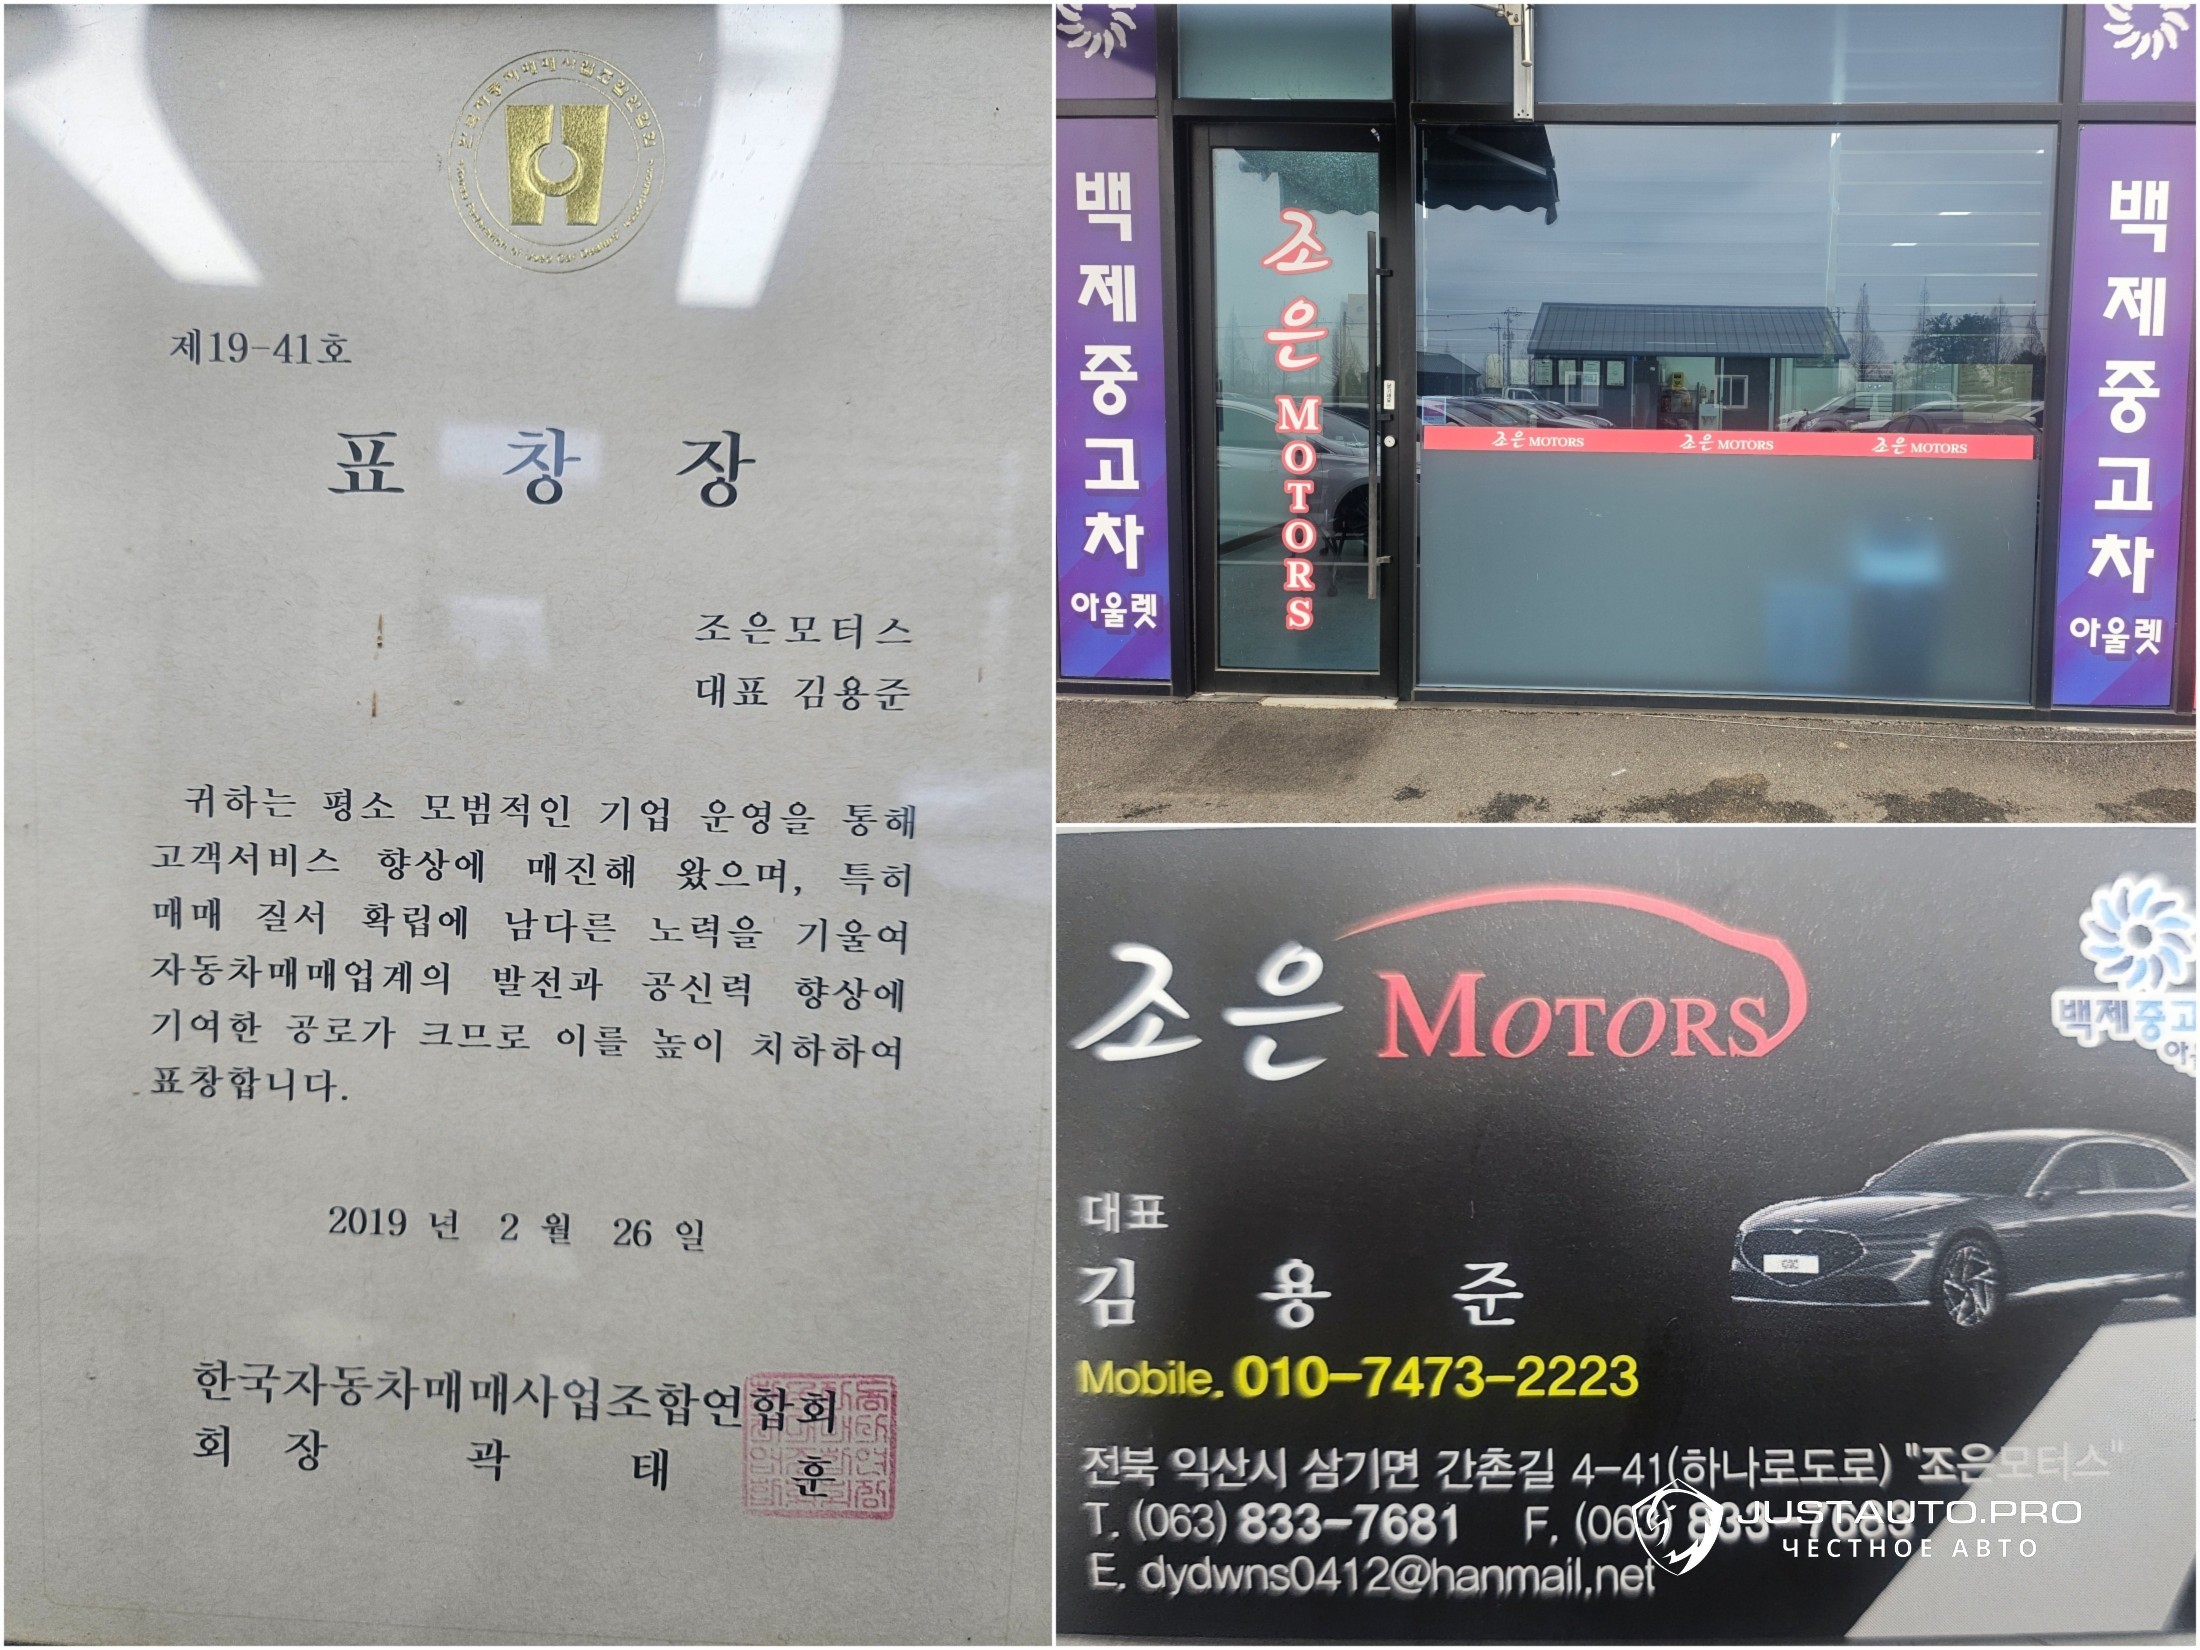 제19-41호
표 창 장
조은모터스
대표 김용준
귀하는 평소 모범적인 기업 운영을 통해
고객서비스 향상에 매진해 왔으며, 특히
매매 질서 확립에 남다른 노력을 기울여
자동차매매업계의 발전과 공신력 향상에
기여한 공로가 크므로 이를 높이 치하하여
표창합니다.
2019 년 2 월 26 일
한국자동차매매사업조합연합회
회 장 곽 태 훈
백제중고차
아울렛
조은 MOTORS
조은 MOTORS 조은 MOTORS 조은 MOTORS
백제중고차
아울렛
조은 MOTORS
백제중고
아
대표
김 용 준
Mobile. 010-7473-2223
전북 익산시 삼기면 간촌길 4-41(하나로도로) "조은모터스"
T. (063) 833-7681 F. (063) 833-7683
E. dydwns0412@hanmail.net
JUSTAUTO.PRO
ЧЕСТНОЕ АВТО